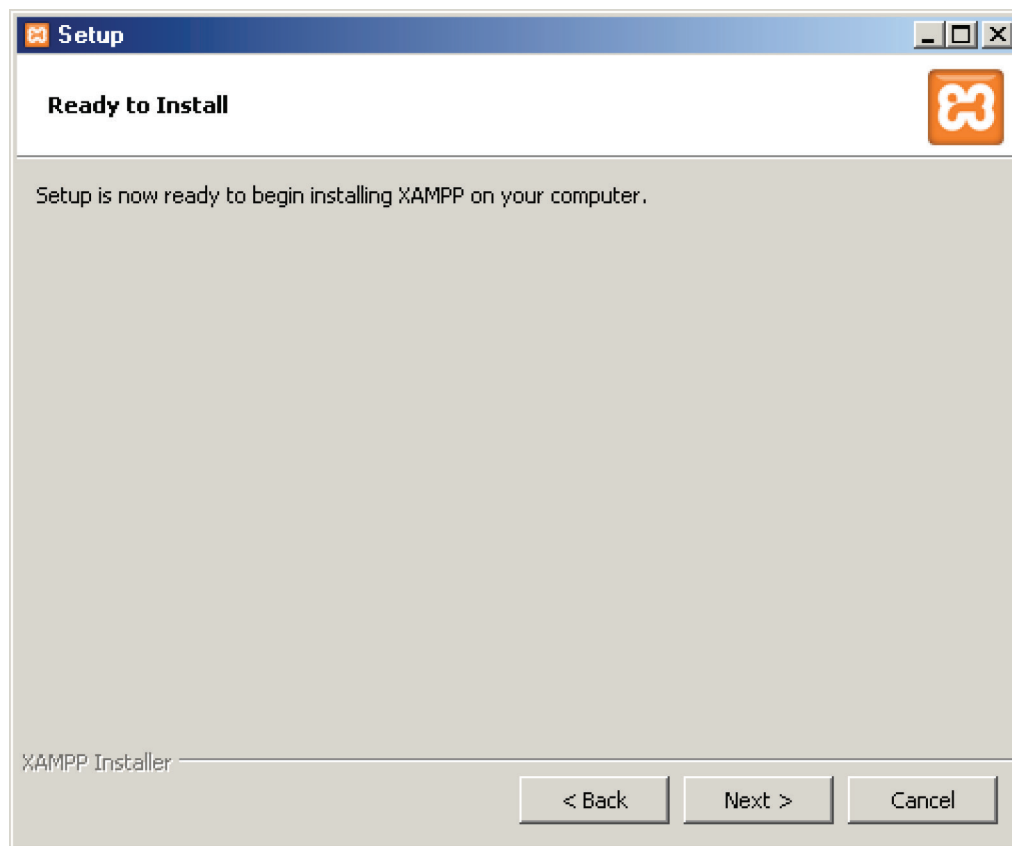 Setup
Ready to Install
Setup is now ready to begin installing XAMPP on your computer.
XAMPP Installer
< Back
Next >
Cancel